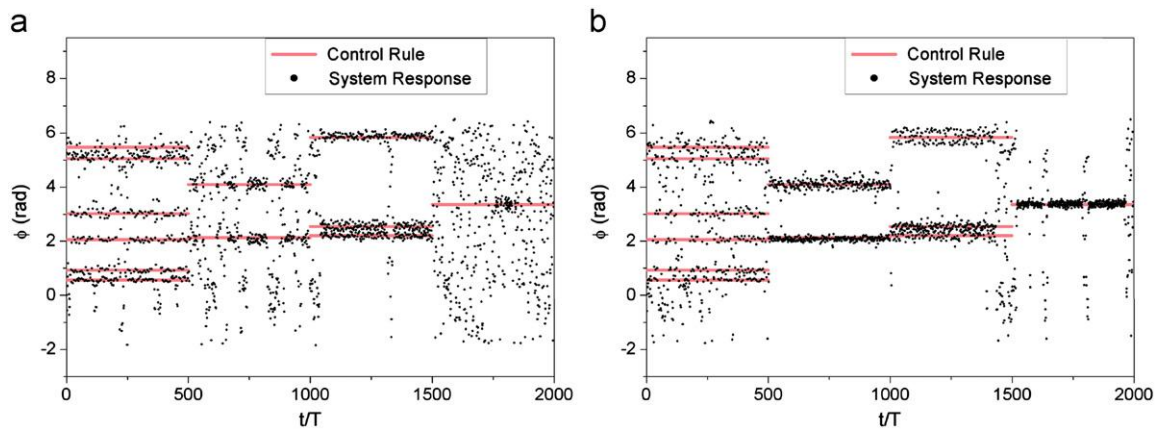 a
Control Rule
System Response
ϕ (rad)
8
6
4
2
0
-2
0
500
1000
1500
2000
t/T
b
Control Rule
System Response
ϕ (rad)
8
6
4
2
0
-2
0
500
1000
1500
2000
t/T